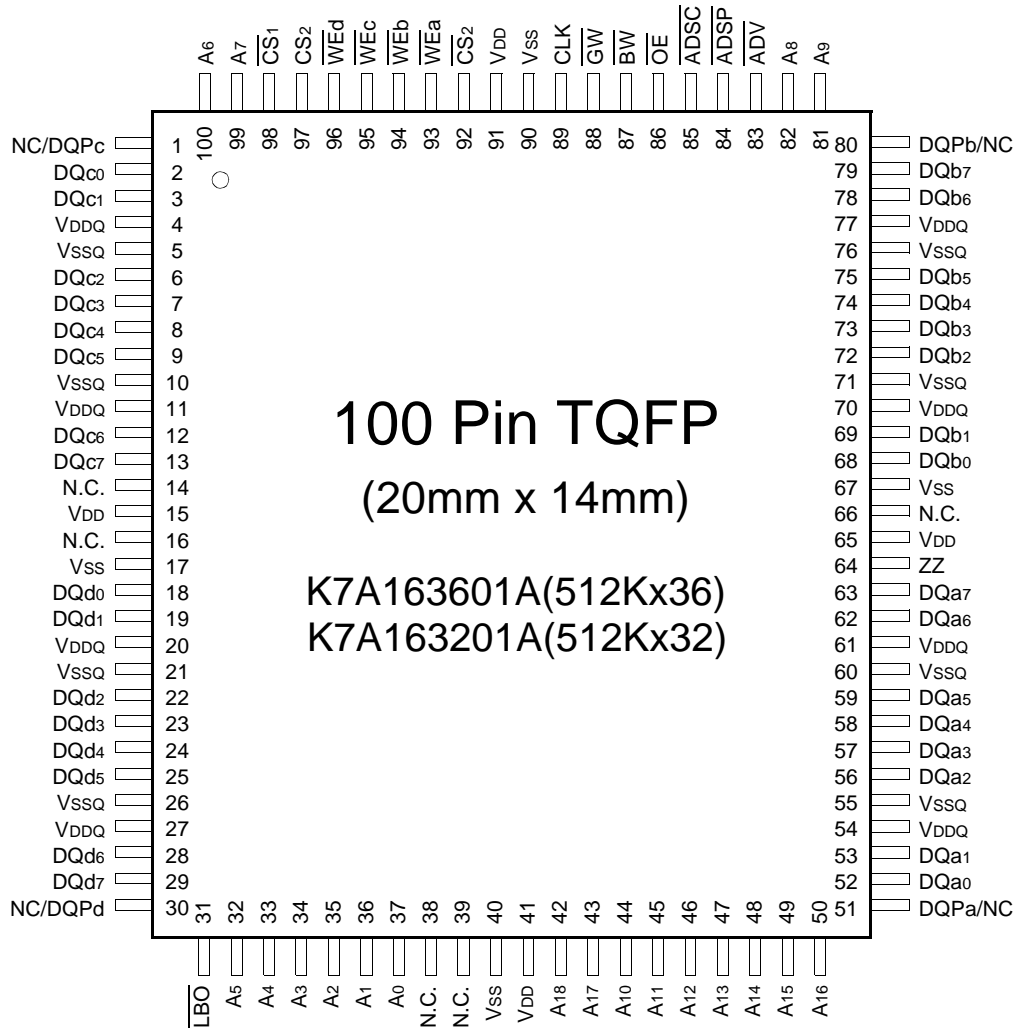 A6 A7 CS1 CS2 WEd WEc WEb WEa CS2 VDD VSS CLK GW BW OE ADSC ADSP ADV A8 A9
100 99 98 97 96 95 94 93 92 91 90 89 88 87 86 85 84 83 82 81
NC/DQPc 1 80 DQPb/NC
DQc0 2 79 DQb7
DQc1 3 78 DQb6
VDDQ 4 77 VDDQ
VSSQ 5 76 VSSQ
DQc2 6 75 DQb5
DQc3 7 74 DQb4
DQc4 8 73 DQb3
DQc5 9 72 DQb2
VSSQ 10 71 VSSQ
VDDQ 11 70 VDDQ
DQc6 12 69 DQb1
DQc7 13 68 DQb0
N.C. 14 67 VSS
VDD 15 66 N.C.
N.C. 16 65 VDD
VSS 17 64 ZZ
DQd0 18 63 DQa7
DQd1 19 62 DQa6
VDDQ 20 61 VDDQ
VSSQ 21 60 VSSQ
DQd2 22 59 DQa5
DQd3 23 58 DQa4
DQd4 24 57 DQa3
DQd5 25 56 DQa2
VSSQ 26 55 VSSQ
VDDQ 27 54 VDDQ
DQd6 28 53 DQa1
DQd7 29 52 DQa0
NC/DQPd 30 51 DQPa/NC
100 Pin TQFP
(20mm x 14mm)
K7A163601A(512Kx36)
K7A163201A(512Kx32)
31 32 33 34 35 36 37 38 39 40 41 42 43 44 45 46 47 48 49 50
LBO A5 A4 A3 A2 A1 A0 N.C. N.C. VSS VDD A18 A17 A10 A11 A12 A13 A14 A15 A16